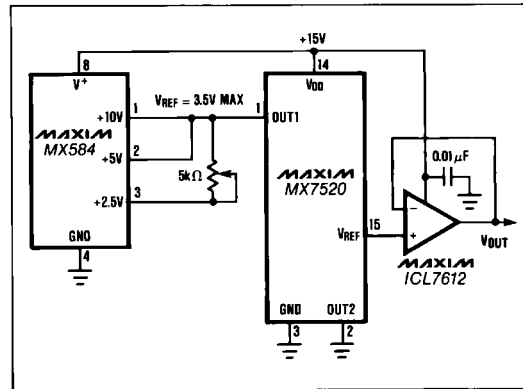 +15V
8
V+
14
VDD
+10V
1
VREF = 3.5V MAX
1
OUT1
MAXIM
MX584
+5V
2
5kΩ
+2.5V
3
GND
4
MAXIM
MX7520
VREF
15
GND
3
OUT2
2
0.01µF
−
+
VOUT
MAXIM
ICL7612